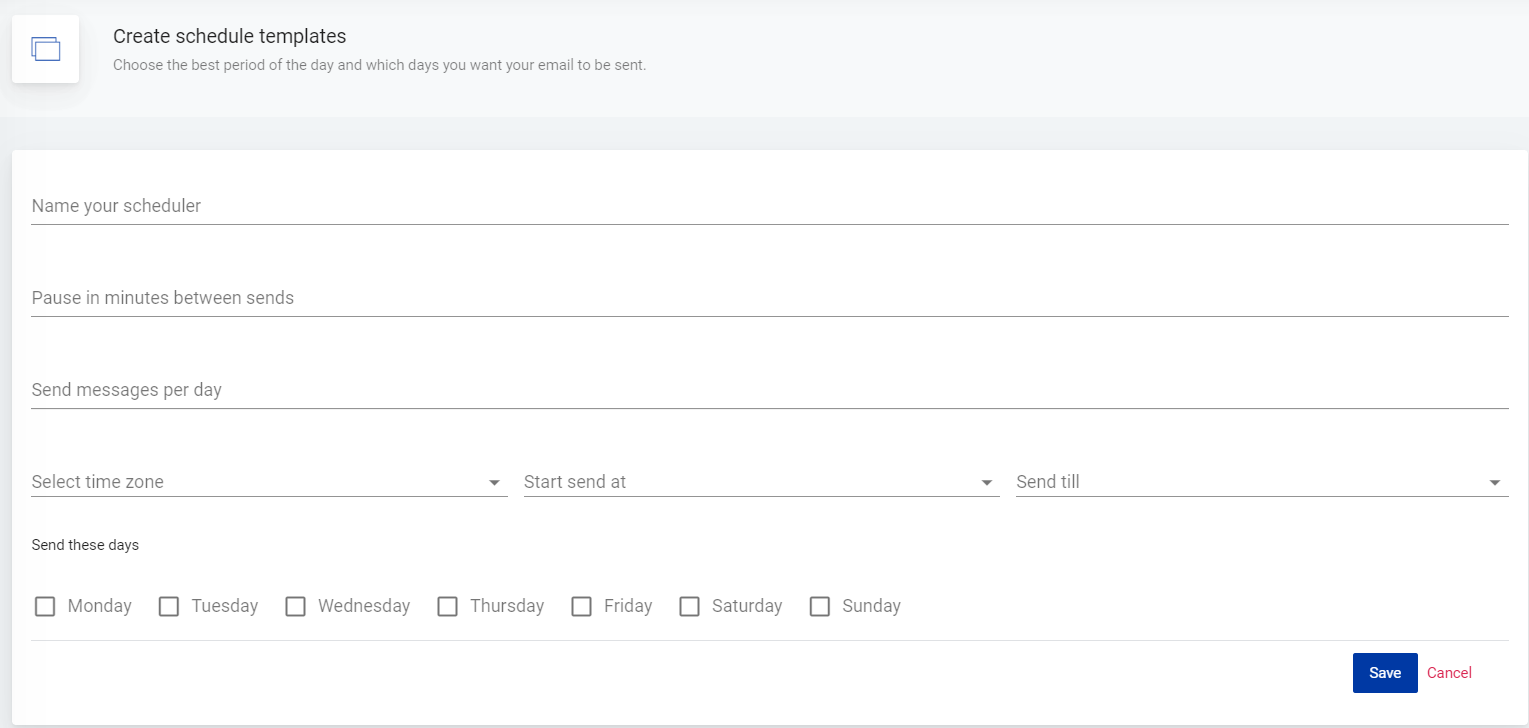 Create schedule templates
Choose the best period of the day and which days you want your email to be sent.
Name your scheduler
Pause in minutes between sends
Send messages per day
Select time zone Start send at Send till
Send these days
Monday Tuesday Wednesday Thursday Friday Saturday Sunday
Save Cancel